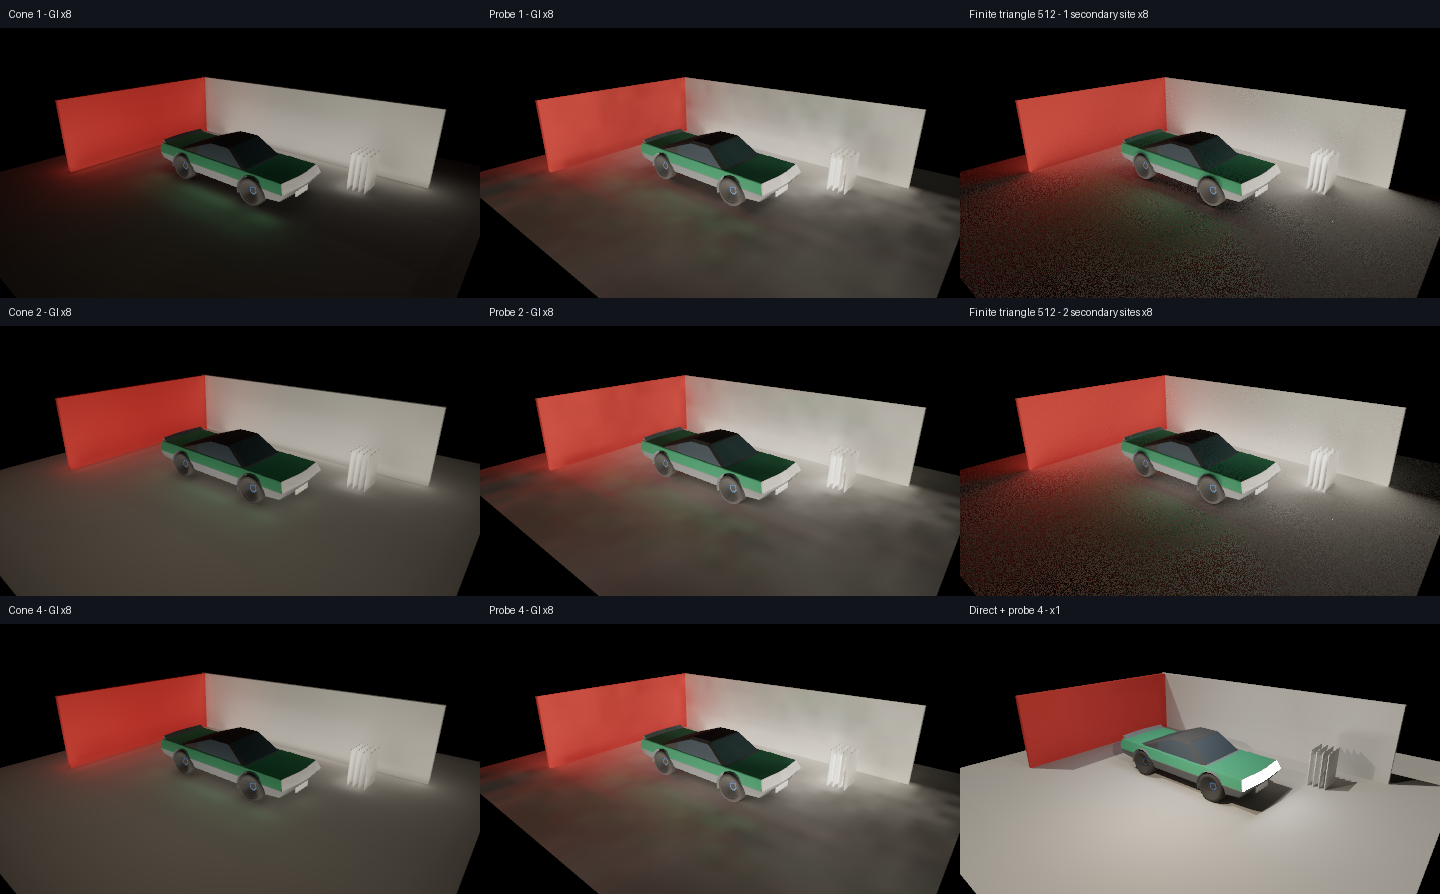 Cone 1 - GI x8
Probe 1 - GI x8
Finite triangle 512 - 1 secondary site x8
Cone 2 - GI x8
Probe 2 - GI x8
Finite triangle 512 - 2 secondary sites x8
Cone 4 - GI x8
Probe 4 - GI x8
Direct + probe 4 - x1